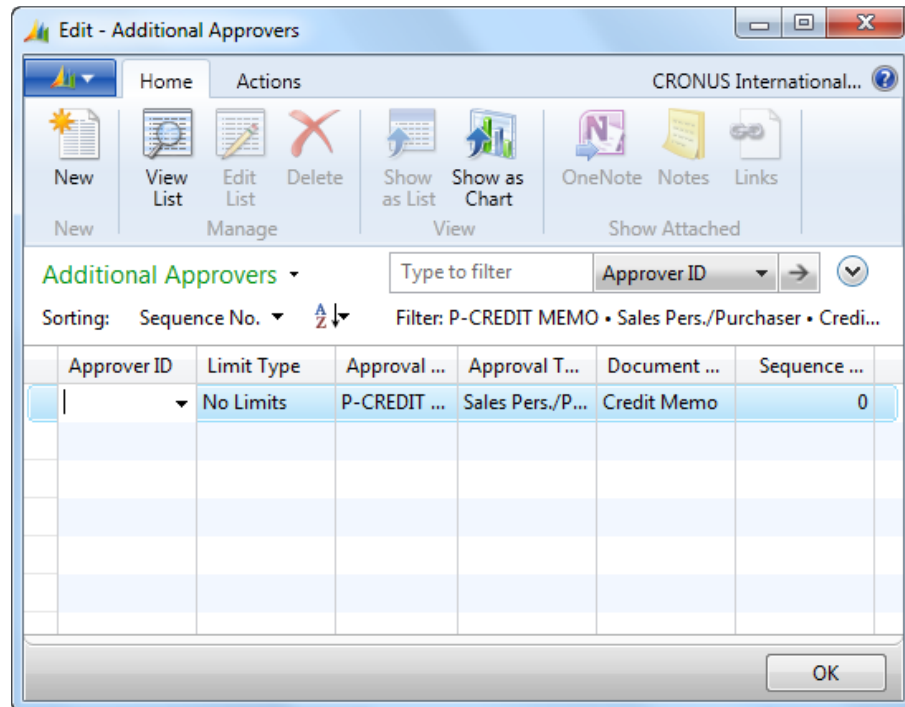 Edit - Additional Approvers
Home Actions CRONUS International...
New View List Edit List Delete Show as List Show as Chart OneNote Notes Links
New Manage View Show Attached
Additional Approvers Type to filter Approver ID
Sorting: Sequence No. A Z Filter: P-CREDIT MEMO • Sales Pers./Purchaser • Credi...
Approver ID Limit Type Approval ... Approval T... Document ... Sequence ...
No Limits P-CREDIT ... Sales Pers./P... Credit Memo 0
OK